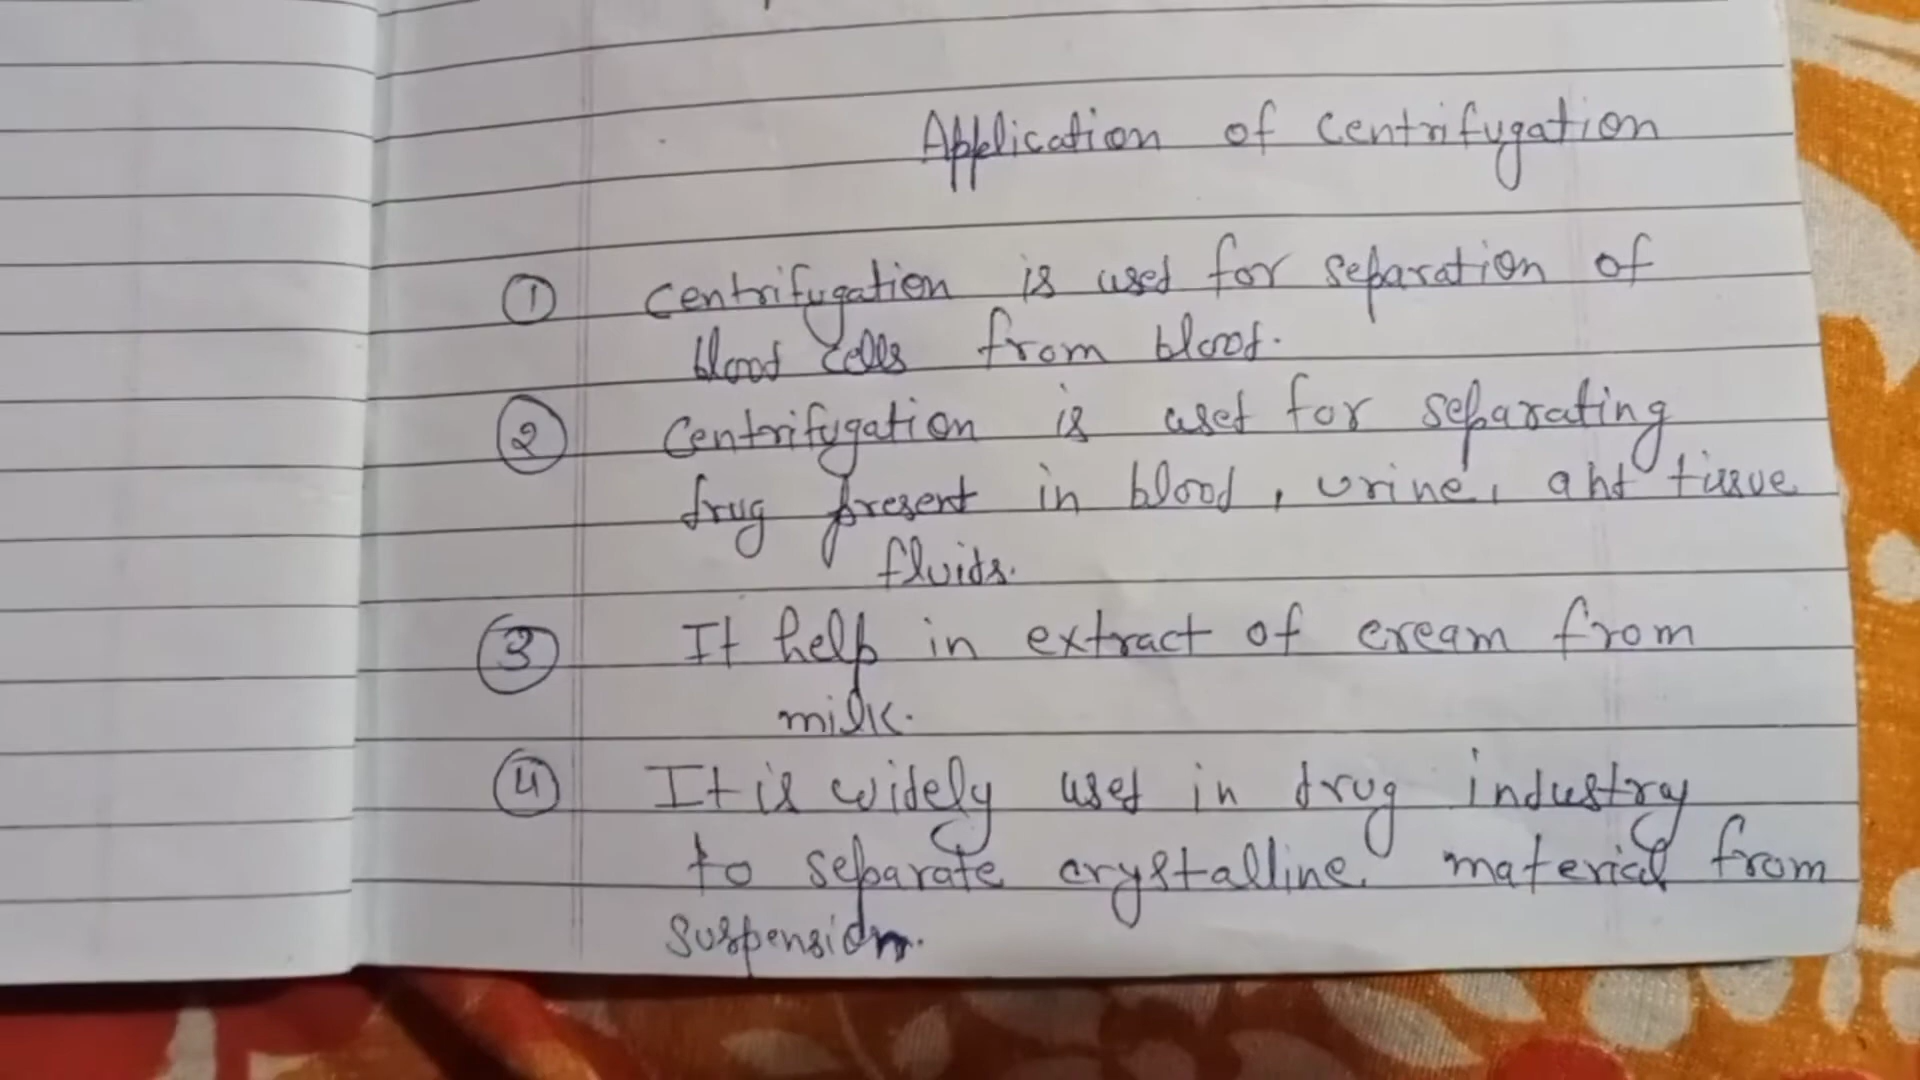 Application of Centrifugation
① Centrifugation is used for separation of
blood cells from blood.
② Centrifugation is used for separating
drug present in blood, urine, and tissue
fluids.
③ It help in extract of cream from
milk.
④ It is widely used in drug industry
to separate crystalline material from
suspension.